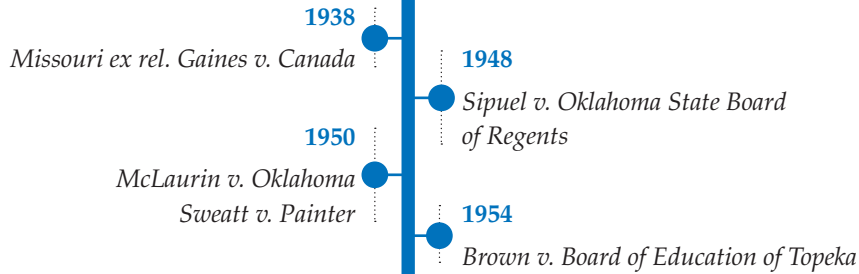 1938
Missouri ex rel. Gaines v. Canada
1948
Sipuel v. Oklahoma State Board
of Regents
1950
McLaurin v. Oklahoma
Sweatt v. Painter
1954
Brown v. Board of Education of Topeka